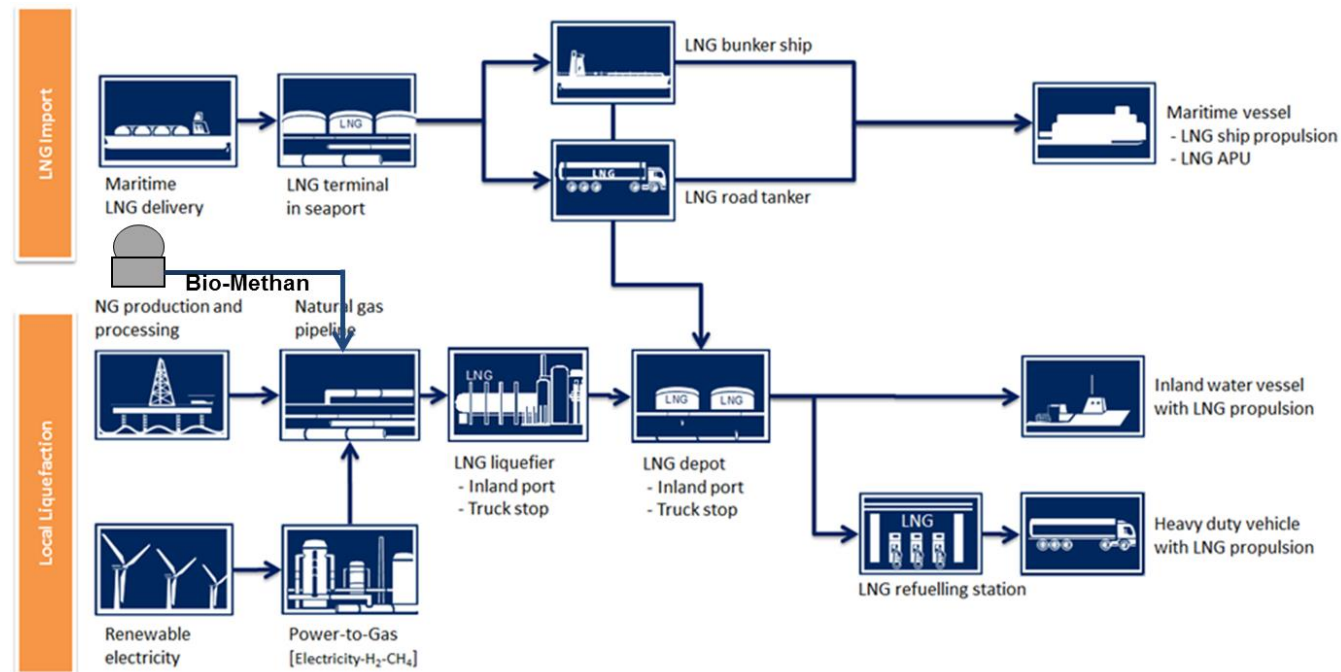 LNG Import
LNG bunker ship
LNG
LNG
Maritime vessel
- LNG ship propulsion
- LNG APU
Maritime
LNG delivery
LNG terminal
in seaport
LNG road tanker
Bio-Methan
NG production and
processing
Natural gas
pipeline
Local Liquefaction
LNG
LNG
LNG
Inland water vessel
with LNG propulsion
LNG liquefier
- Inland port
- Truck stop
LNG depot
- Inland port
- Truck stop
LNG
Heavy duty vehicle
with LNG propulsion
LNG refuelling station
Renewable
electricity
Power-to-Gas
[Electricity-H₂-CH₄]